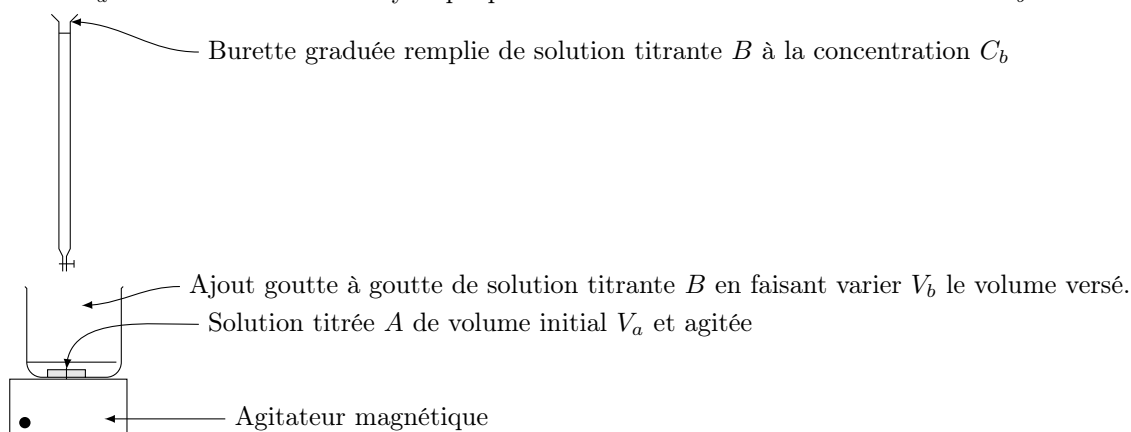 Burette graduée remplie de solution titrante B à la concentration C_b
Ajout goutte à goutte de solution titrante B en faisant varier V_b le volume versé.
Solution titrée A de volume initial V_a et agitée
Agitateur magnétique